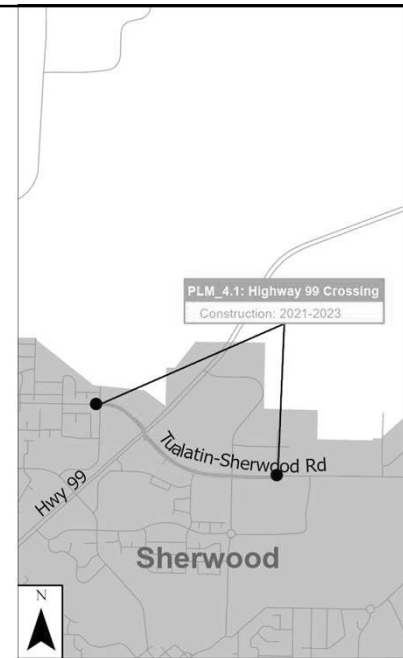 PLM_4.1: Highway 99 Crossing
Construction: 2021-2023
Tualatin-Sherwood Rd
Hwy 99
Sherwood
N